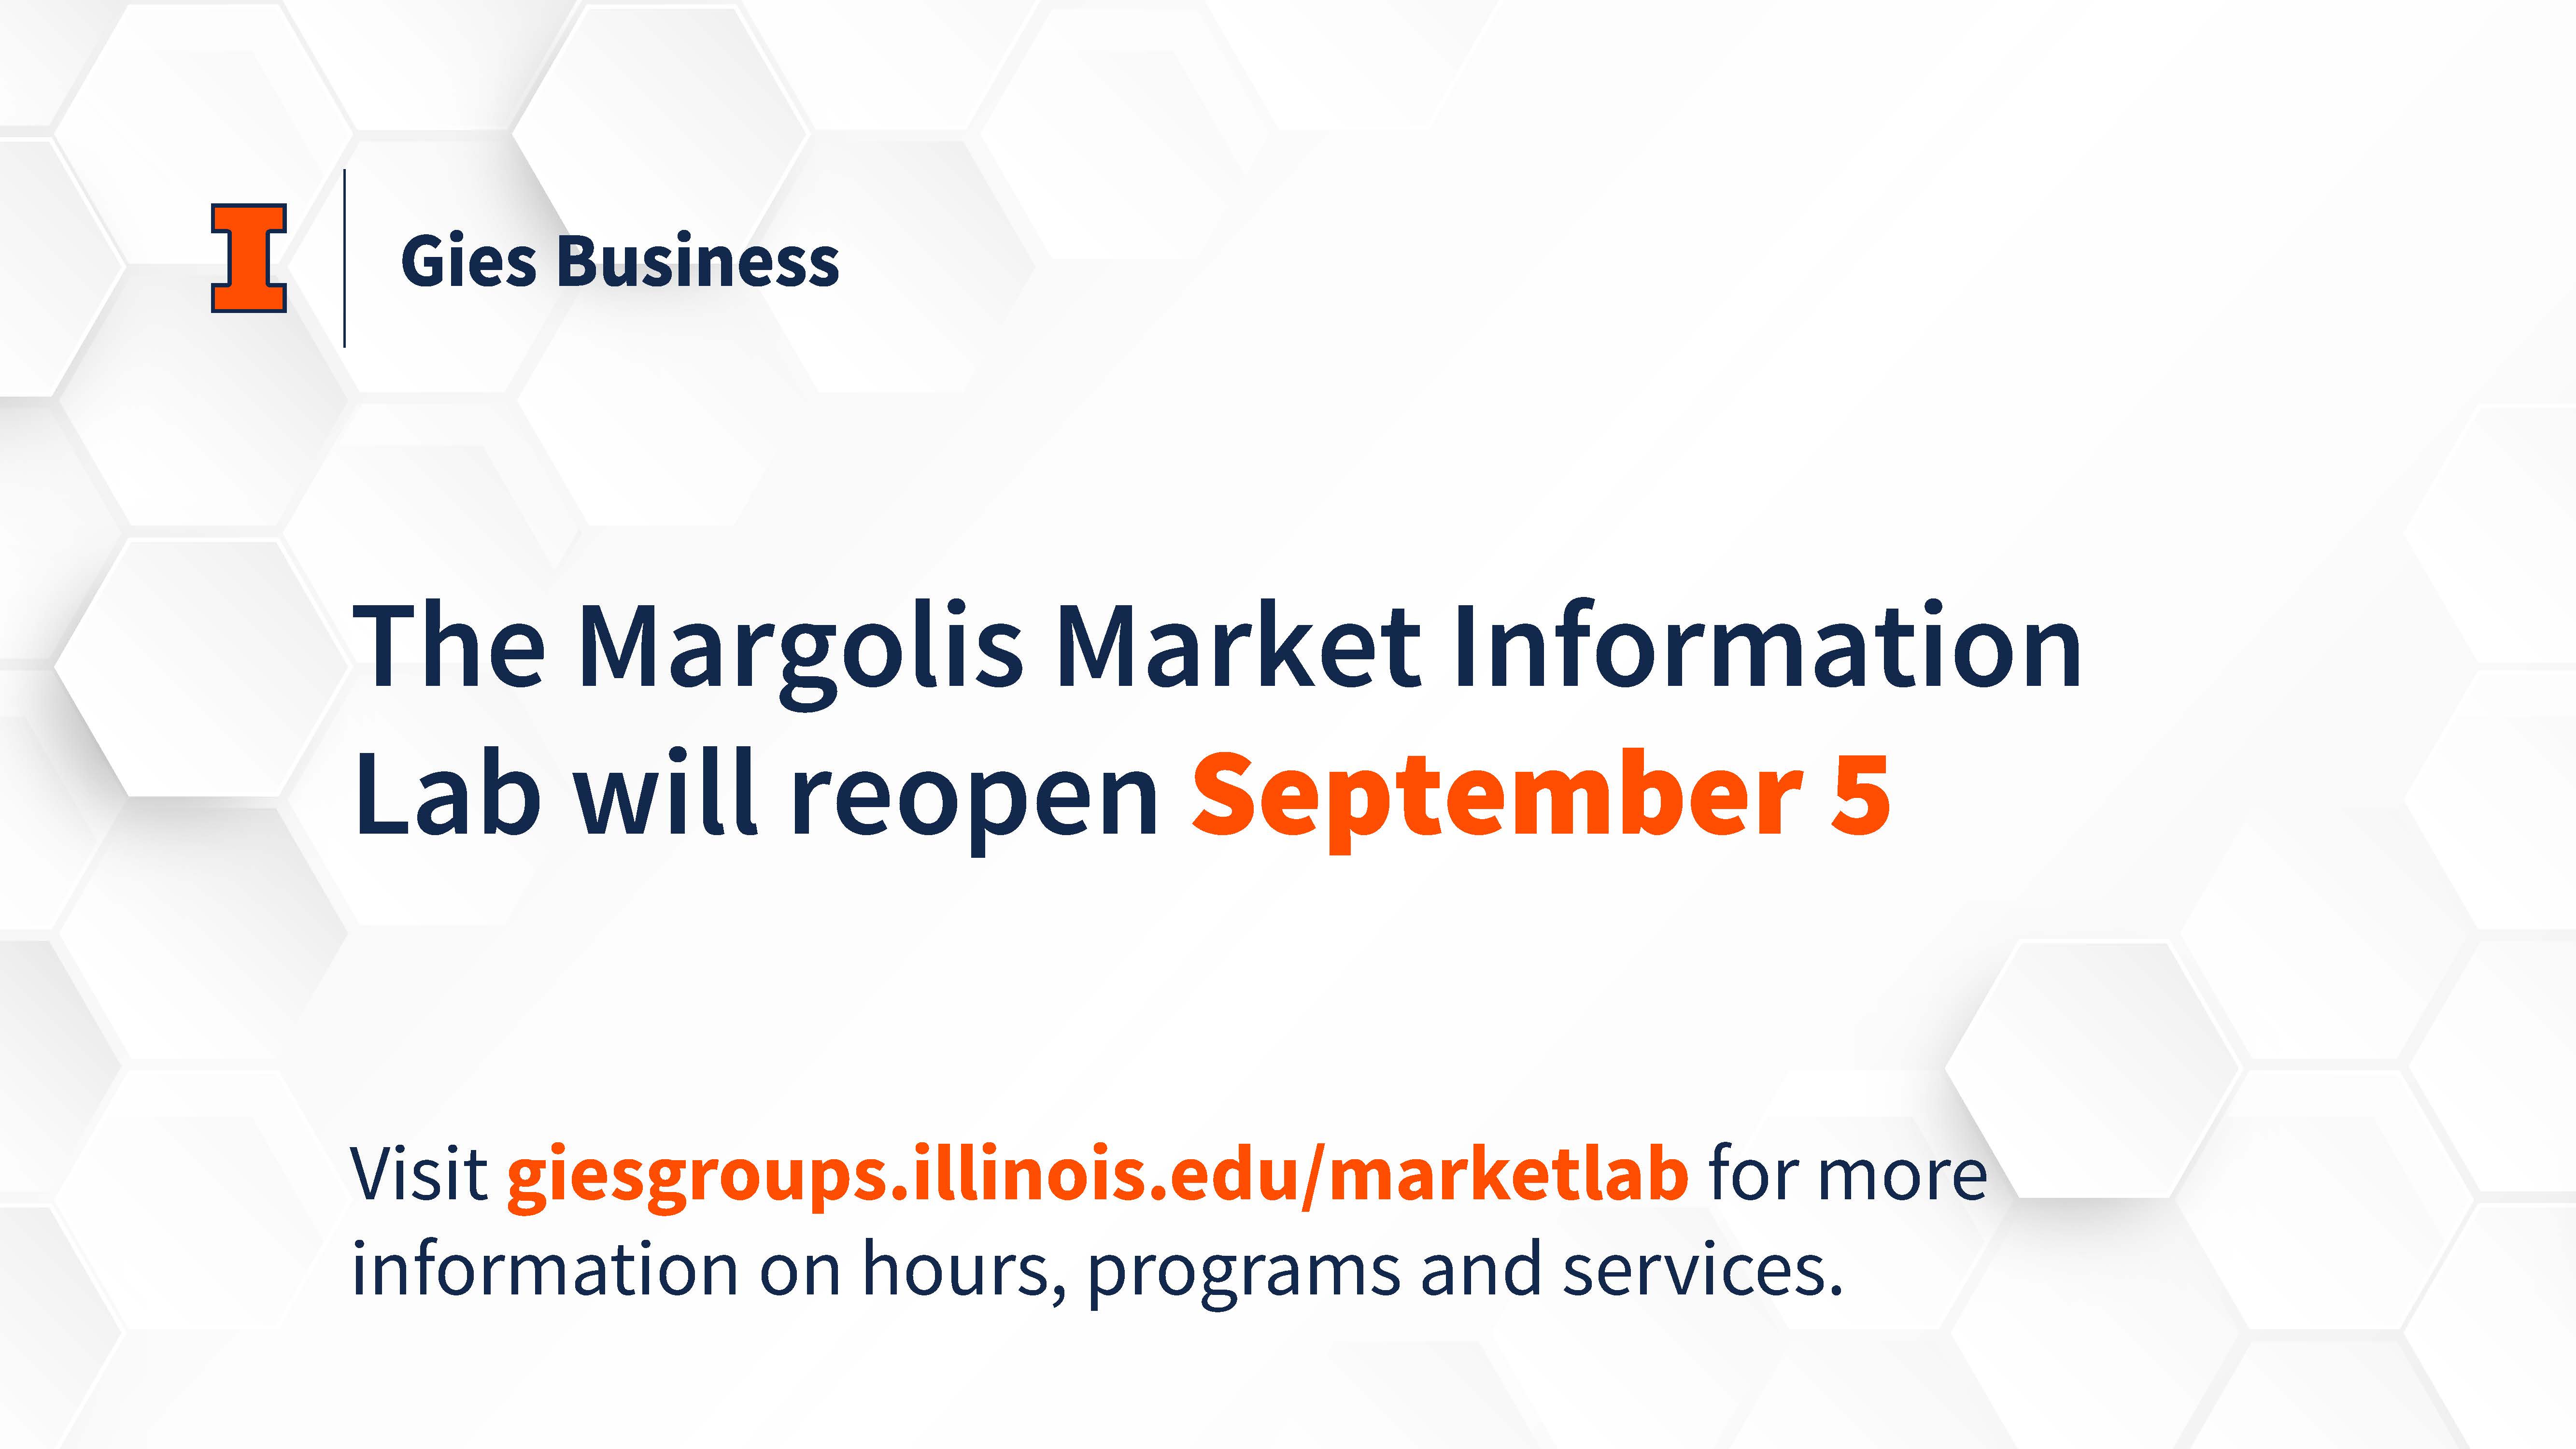 I
Gies Business
The Margolis Market Information
Lab will reopen September 5
Visit giesgroups.illinois.edu/marketlab for more
information on hours, programs and services.